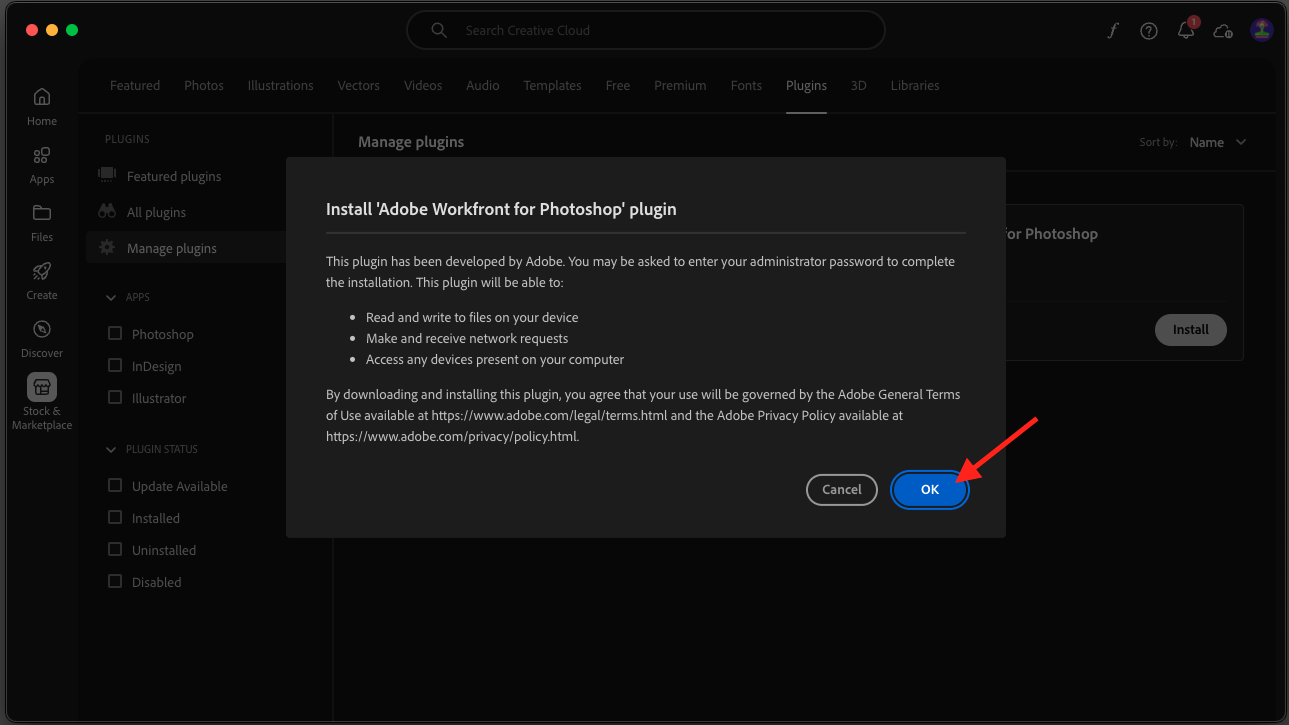 Search Creative Cloud
1
Featured Photos Illustrations Vectors Videos Audio Templates Free Premium Fonts Plugins 3D Libraries
Home
Apps
Files
Create
Discover
Stock &
Marketplace
PLUGINS
Featured plugins
All plugins
Manage plugins
APPS
Photoshop
InDesign
Illustrator
PLUGIN STATUS
Update Available
Installed
Uninstalled
Disabled
Manage plugins
Sort by: Name
for Photoshop
Install
Install 'Adobe Workfront for Photoshop' plugin
This plugin has been developed by Adobe. You may be asked to enter your administrator password to complete
the installation. This plugin will be able to:
• Read and write to files on your device
• Make and receive network requests
• Access any devices present on your computer
By downloading and installing this plugin, you agree that your use will be governed by the Adobe General Terms
of Use available at https://www.adobe.com/legal/terms.html and the Adobe Privacy Policy available at
https://www.adobe.com/privacy/policy.html.
Cancel OK